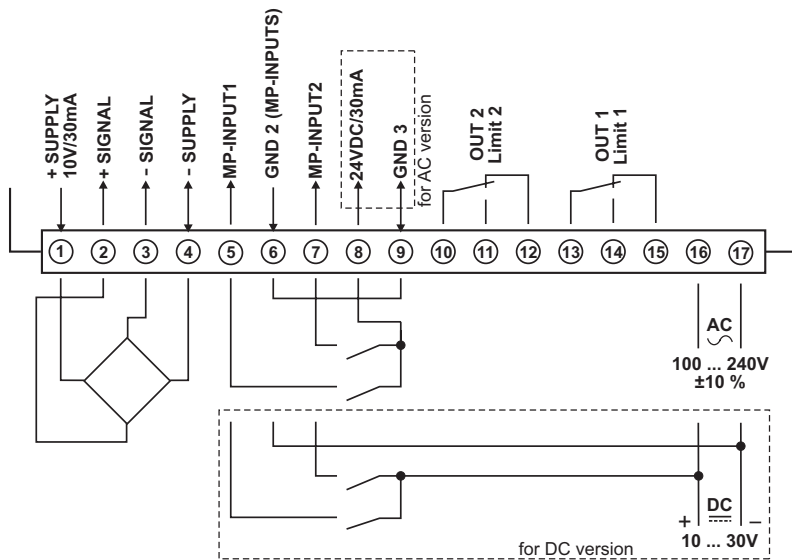 + SUPPLY
10V/30mA
+ SIGNAL
- SIGNAL
- SUPPLY
MP-INPUT1
GND 2 (MP-INPUTS)
MP-INPUT2
24VDC/30mA
GND 3
for AC version
OUT 2
Limit 2
OUT 1
Limit 1
1 2 3 4 5 6 7 8 9 10 11 12 13 14 15 16 17
AC
100 ... 240V
±10 %
+ DC −
10 ... 30V
for DC version